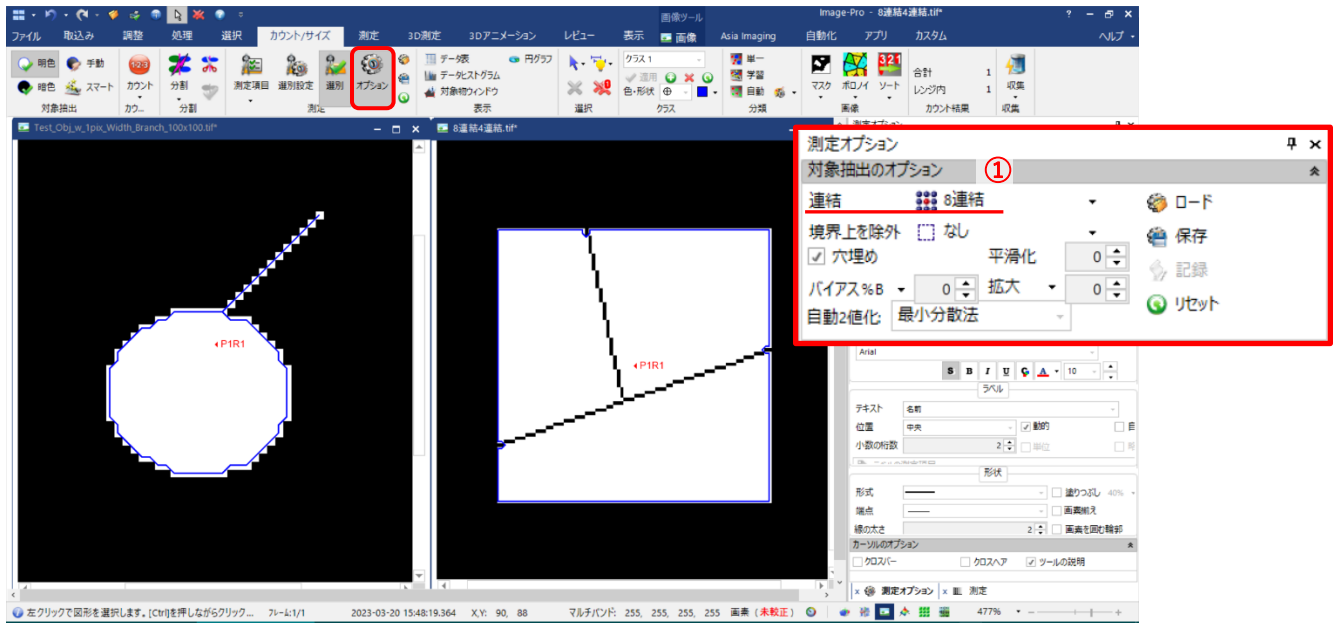 画像ツール
Image-Pro - 8連結4連結.tif*
ファイル 取込み 調整 処理 選択 カウント/サイズ 測定 3D測定 3Dアニメーション レビュー 表示 画像 Asia Imaging 自動化 アプリ カスタム ヘルプ
明色 手動
暗色 スマート
対象抽出
123
カウント
カウ...
分割
分割
測定項目 選別設定 選別 オプション
測定
データ表 円グラフ
データヒストグラム
対象物ウィンドウ
表示
選択
クラス 1
適用
色・形状
クラス
単一
学習
自動
分類
マスク ボロノイ ソート
321
画像
合計 1
レンジ内 1
カウント結果
収集
収集
Test_Obj_w_1pix_Width_Branch_100x100.tif*
8連結4連結.tif*
P1R1
P1R1
測定オプション
測定オプション
対象抽出のオプション ①
連結 8連結 ロード
境界上を除外 なし 保存
穴埋め 平滑化 0 記録
バイアス%B 0 拡大 0 リセット
自動2値化: 最小分散法
Arial
S B I U G A 10
ラベル
テキスト 名前
位置 中央 動的 自
小数の桁数 2 単位
形状
形式 塗りつぶし 40%
端点 画素揃え
線の太さ 2 画素を囲む輪郭
カーソルのオプション
クロスバー クロスヘア ツールの説明
測定オプション 測定
左クリックで図形を選択します。[Ctrl]を押しながらクリック... フレーム:1/1 2023-03-20 15:48:19.364 X,Y: 90, 88 マルチバンド: 255, 255, 255, 255 画素 (未較正) 477%